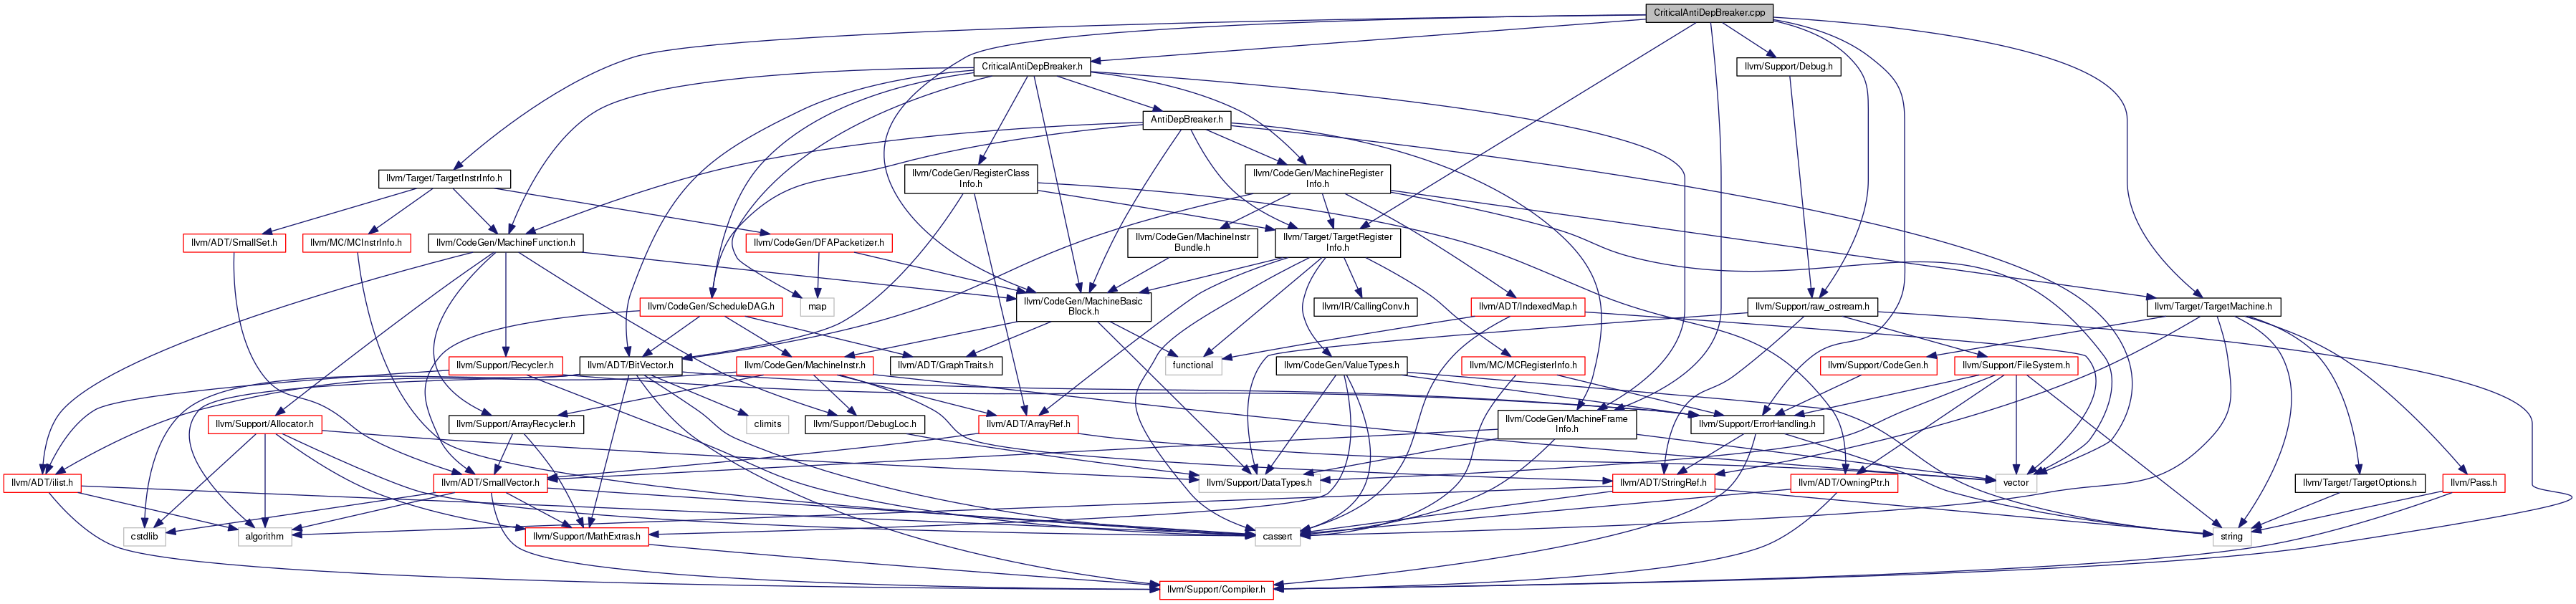 CriticalAntiDepBreaker.cpp
CriticalAntiDepBreaker.h
llvm/Support/Debug.h
AntiDepBreaker.h
llvm/Target/TargetInstrInfo.h
llvm/CodeGen/RegisterClass
Info.h
llvm/CodeGen/MachineRegister
Info.h
llvm/ADT/SmallSet.h
llvm/MC/MCInstrInfo.h
llvm/CodeGen/MachineFunction.h
llvm/CodeGen/DFAPacketizer.h
llvm/CodeGen/MachineInstr
Bundle.h
llvm/Target/TargetRegister
Info.h
llvm/CodeGen/ScheduleDAG.h
map
llvm/CodeGen/MachineBasic
Block.h
llvm/IR/CallingConv.h
llvm/ADT/IndexedMap.h
llvm/Support/raw_ostream.h
llvm/Target/TargetMachine.h
llvm/Support/Recycler.h
llvm/ADT/BitVector.h
llvm/CodeGen/MachineInstr.h
llvm/ADT/GraphTraits.h
functional
llvm/CodeGen/ValueTypes.h
llvm/MC/MCRegisterInfo.h
llvm/Support/CodeGen.h
llvm/Support/FileSystem.h
llvm/Support/Allocator.h
llvm/Support/ArrayRecycler.h
climits
llvm/Support/DebugLoc.h
llvm/ADT/ArrayRef.h
llvm/CodeGen/MachineFrame
Info.h
llvm/Support/ErrorHandling.h
llvm/ADT/ilist.h
llvm/ADT/SmallVector.h
llvm/Support/DataTypes.h
llvm/ADT/StringRef.h
llvm/ADT/OwningPtr.h
vector
llvm/Target/TargetOptions.h
llvm/Pass.h
cstdlib
algorithm
llvm/Support/MathExtras.h
cassert
string
llvm/Support/Compiler.h